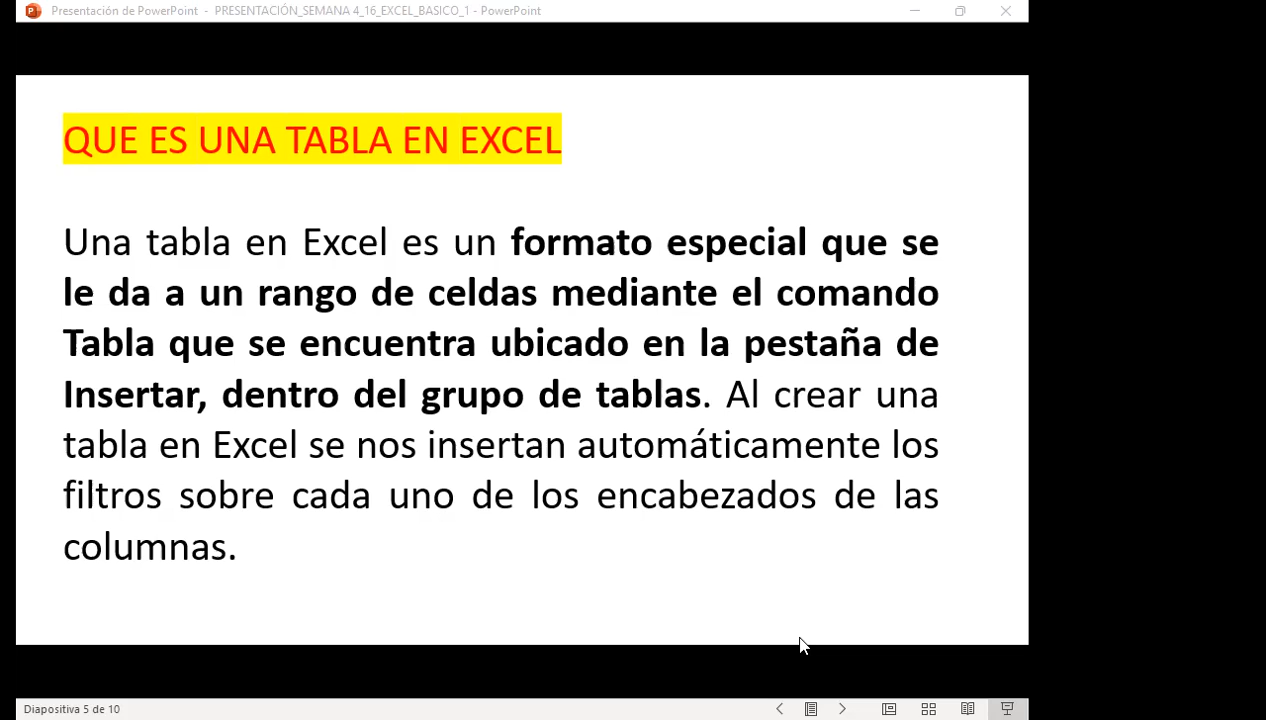 Presentación de PowerPoint - PRESENTACIÓN_SEMANA 4_16_EXCEL_BASICO_1 - PowerPoint
QUE ES UNA TABLA EN EXCEL
Una tabla en Excel es un formato especial que se
le da a un rango de celdas mediante el comando
Tabla que se encuentra ubicado en la pestaña de
Insertar, dentro del grupo de tablas. Al crear una
tabla en Excel se nos insertan automáticamente los
filtros sobre cada uno de los encabezados de las
columnas.
Diapositiva 5 de 10